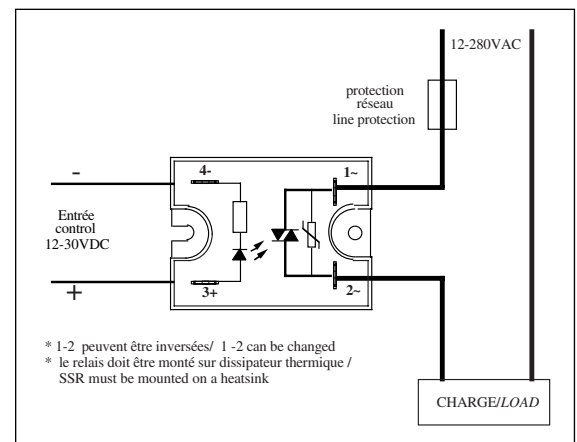 12-280VAC
protection
réseau
line protection
-
4-
1~
Entrée
control
12-30VDC
+
3+
2~
* 1-2 peuvent être inversées/ 1 -2 can be changed
* le relais doit être monté sur dissipateur thermique /
SSR must be mounted on a heatsink
CHARGE/LOAD